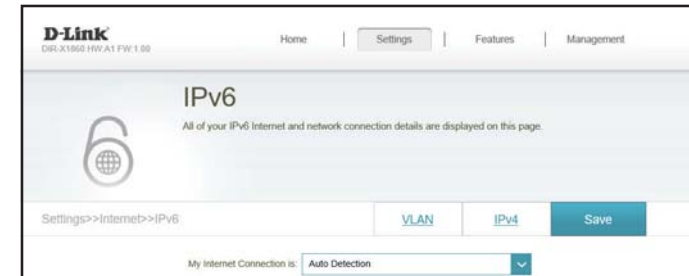 D-Link
DIR-X1860 HW:A1 FW:1.00
Home | Settings | Features | Management
IPv6
All of your IPv6 Internet and network connection details are displayed on this page.
Settings>>Internet>>IPv6
VLAN
IPv4
Save
My Internet Connection is: Auto Detection